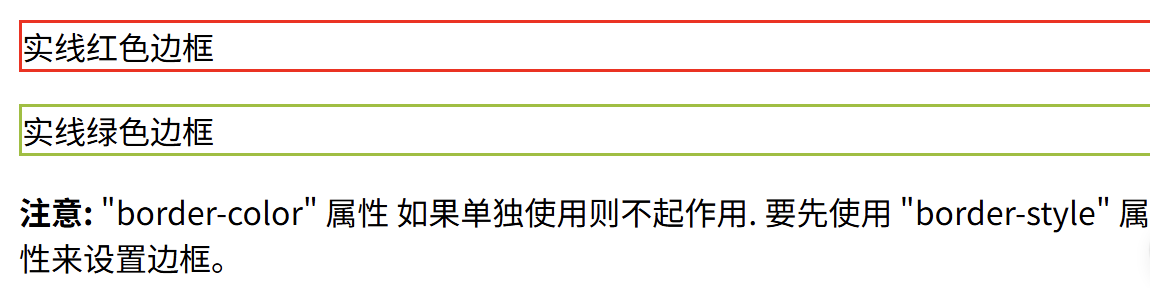 实线红色边框
实线绿色边框
注意: "border-color" 属性 如果单独使用则不起作用. 要先使用 "border-style" 属
性来设置边框。